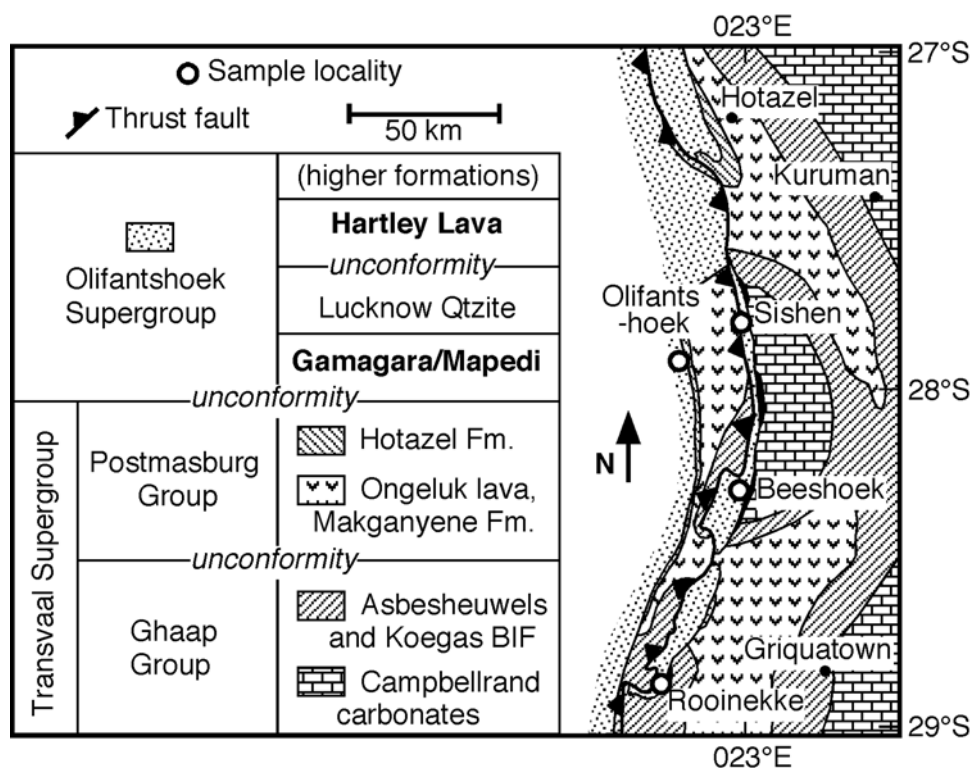 023°E
27°S
Sample locality
Thrust fault
50 km
(higher formations)
Hartley Lava
unconformity
Olifantshoek
Supergroup
Lucknow Qtzite
Gamagara/Mapedi
unconformity
Transvaal Supergroup
Postmasburg
Group
Hotazel Fm.
Ongeluk lava,
Makganyene Fm.
unconformity
Ghaap
Group
Asbesheuwels
and Koegas BIF
Campbellrand
carbonates
Hotazel
Kuruman
Olifants
-hoek
Sishen
28°S
N
Beeshoek
Griquatown
Rooinekke
29°S
023°E